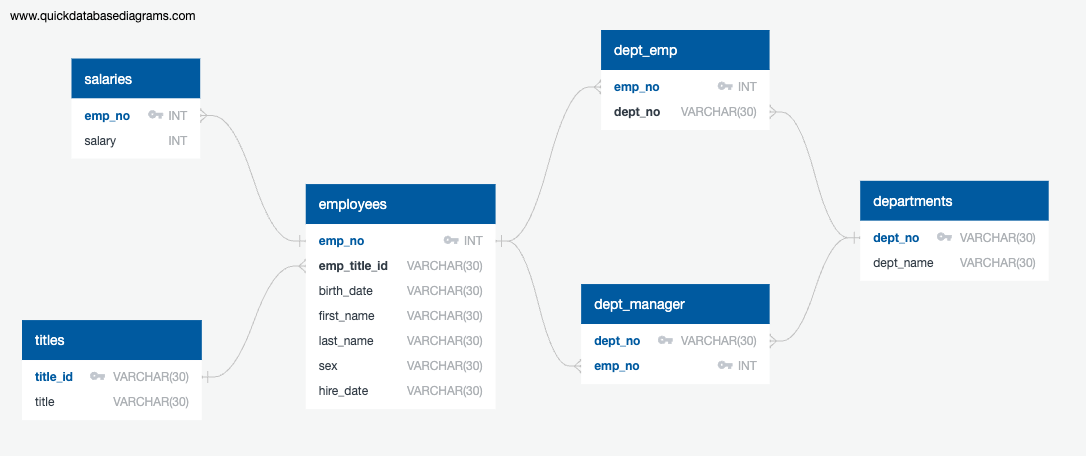 www.quickdatabasediagrams.com
salaries
emp_no INT
salary INT
titles
title_id VARCHAR(30)
title VARCHAR(30)
employees
emp_no INT
emp_title_id VARCHAR(30)
birth_date VARCHAR(30)
first_name VARCHAR(30)
last_name VARCHAR(30)
sex VARCHAR(30)
hire_date VARCHAR(30)
dept_emp
emp_no INT
dept_no VARCHAR(30)
dept_manager
dept_no VARCHAR(30)
emp_no INT
departments
dept_no VARCHAR(30)
dept_name VARCHAR(30)